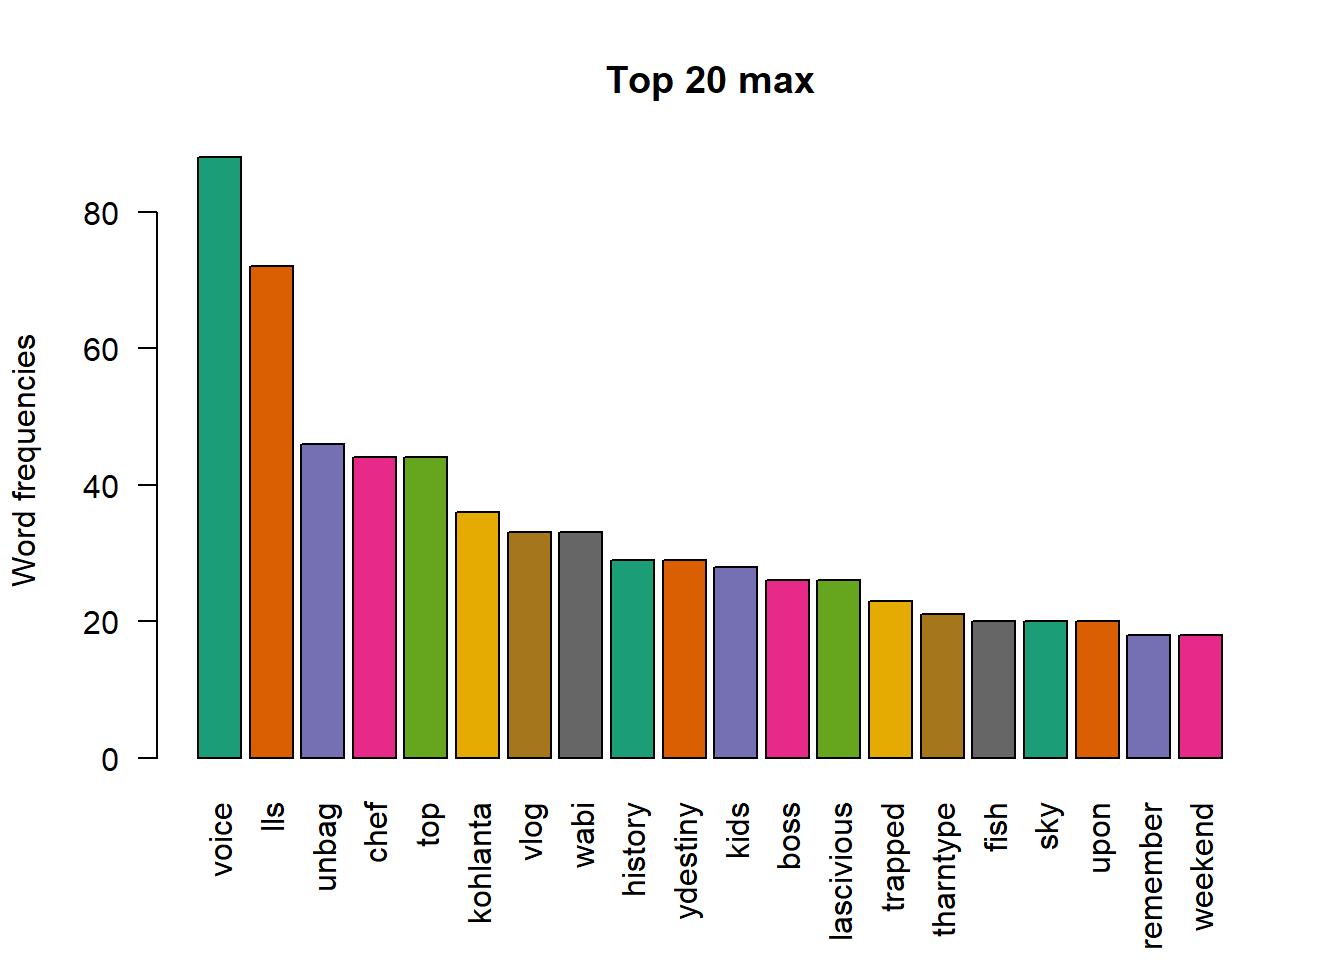 Top 20 max
Word frequencies
80
60
40
20
0
voice
lls
unbag
chef
top
kohlanta
vlog
wabi
history
ydestiny
kids
boss
lascivious
trapped
tharntype
fish
sky
upon
remember
weekend